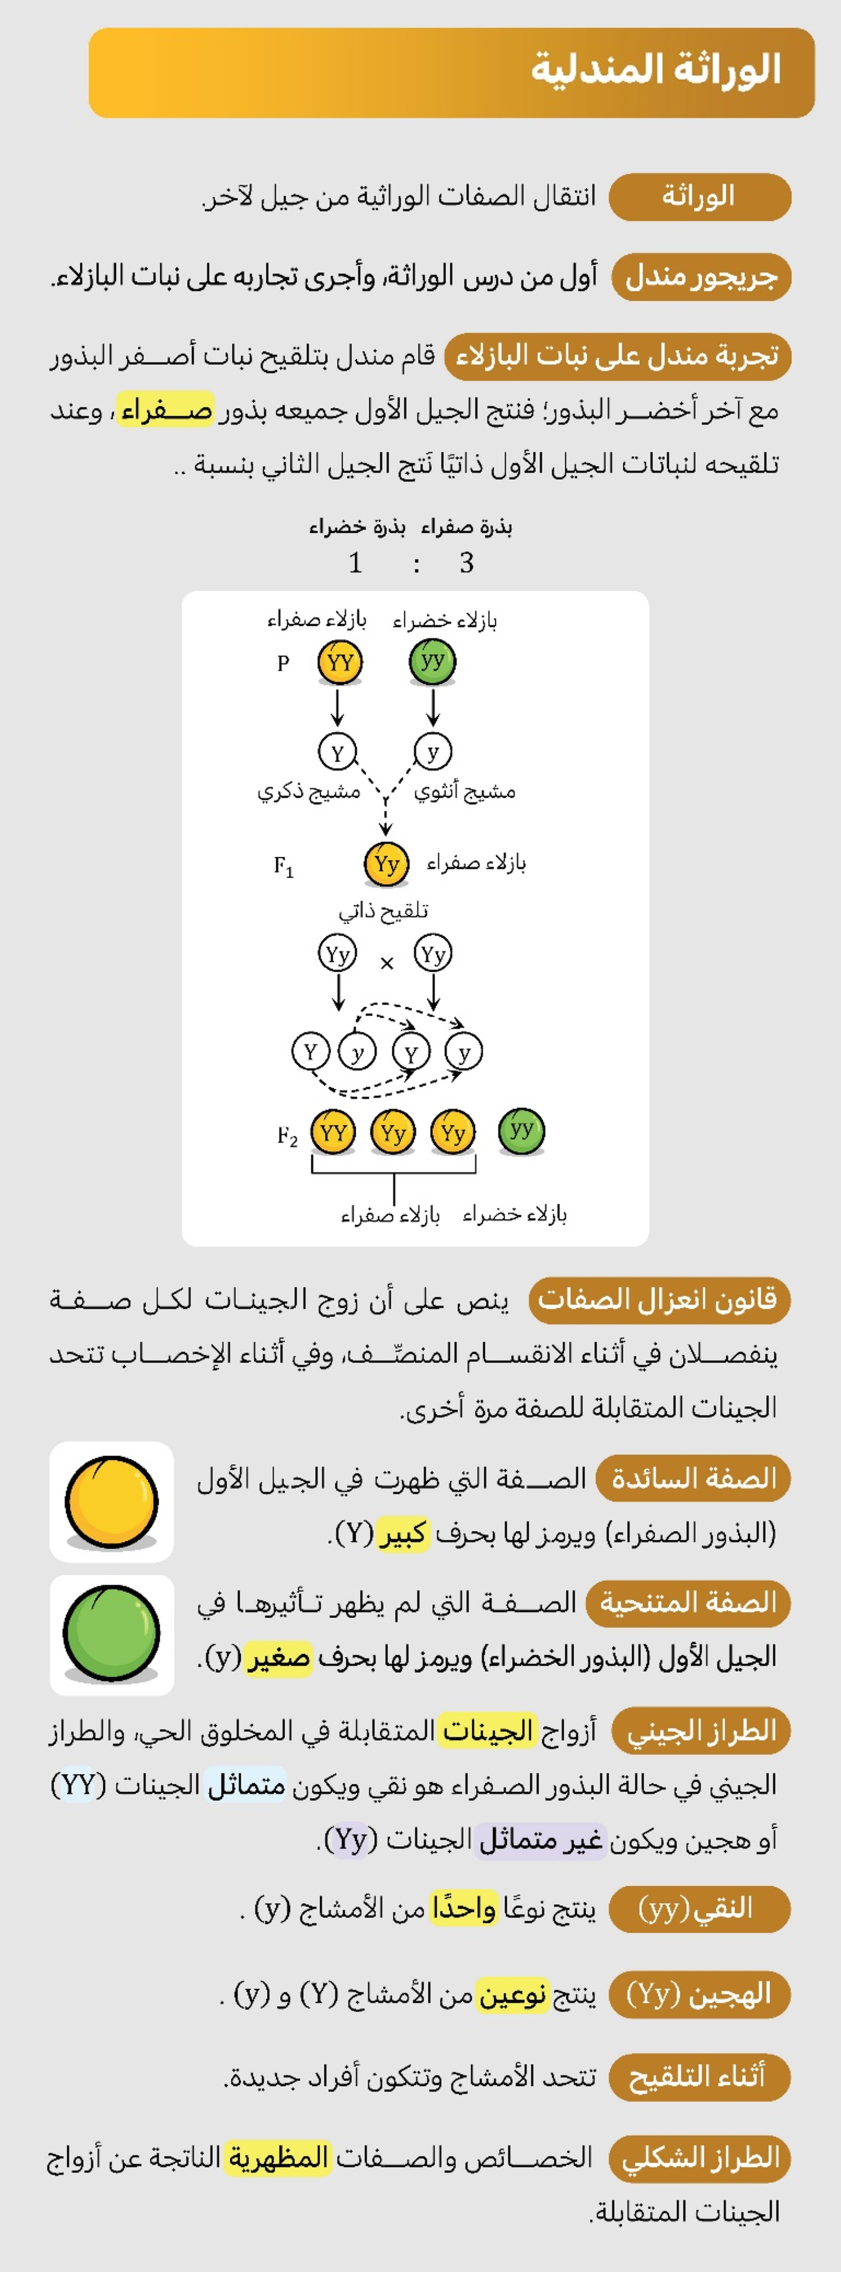 الوراثة المندلية
الوراثة انتقال الصفات الوراثية من جيل لآخر.
جريجور مندل أول من درس الوراثة، وأجرى تجاربه على نبات البازلاء.
تجربة مندل على نبات البازلاء قام مندل بتلقيح نبات أصفر البذور
مع آخر أخضر البذور؛ فنتج الجيل الأول جميعه بذور صفراء، وعند
تلقيحه لنباتات الجيل الأول ذاتيًا نَتج الجيل الثاني بنسبة ..
بذرة صفراء بذرة خضراء
3 : 1
بازلاء خضراء بازلاء صفراء
P YY yy
Y y
مشيج أنثوي مشيج ذكري
F₁ Yy بازلاء صفراء
تلقيح ذاتي
Yy × Yy
Y y Y y
F₂ YY Yy Yy yy
بازلاء خضراء بازلاء صفراء
قانون انعزال الصفات ينص على أن زوج الجينات لكل صفة
ينفصلان في أثناء الانقسام المنصِّف، وفي أثناء الإخصاب تتحد
الجينات المتقابلة للصفة مرة أخرى.
الصفة السائدة الصفة التي ظهرت في الجيل الأول
(البذور الصفراء) ويرمز لها بحرف كبير (Y).
الصفة المتنحية الصفة التي لم يظهر تأثيرها في
الجيل الأول (البذور الخضراء) ويرمز لها بحرف صغير (y).
الطراز الجيني أزواج الجينات المتقابلة في المخلوق الحي، والطراز
الجيني في حالة البذور الصفراء هو نقي ويكون متماثل الجينات (YY)
أو هجين ويكون غير متماثل الجينات (Yy).
النقي (yy) ينتج نوعًا واحدًا من الأمشاج (y) .
الهجين (Yy) ينتج نوعين من الأمشاج (Y) و (y) .
أثناء التلقيح تتحد الأمشاج وتتكون أفراد جديدة.
الطراز الشكلي الخصائص والصفات المظهرية الناتجة عن أزواج
الجينات المتقابلة.